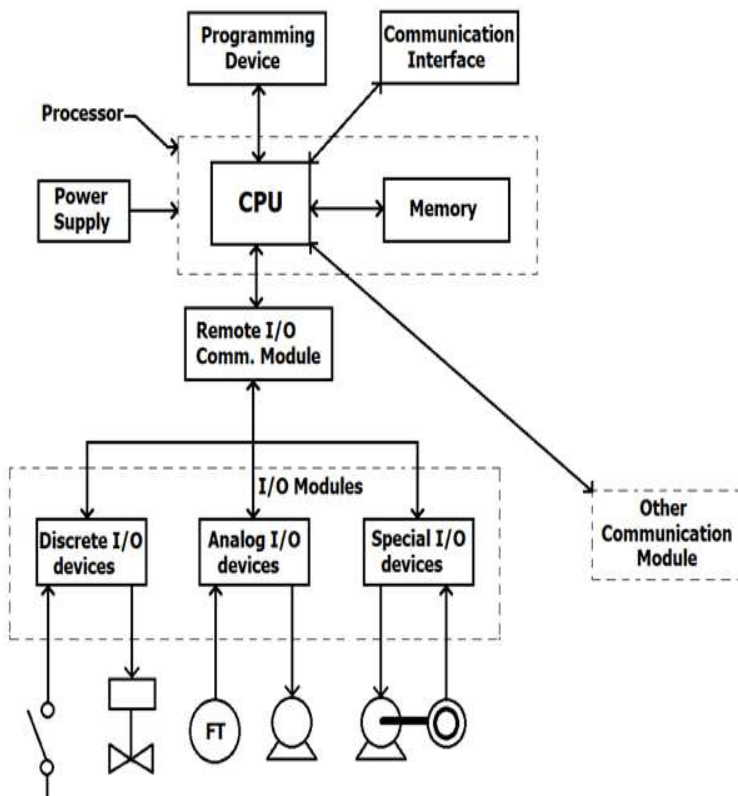 Programming
Device
Communication
Interface
Processor
Power
Supply
CPU
Memory
Remote I/O
Comm. Module
I/O Modules
Discrete I/O
devices
Analog I/O
devices
Special I/O
devices
Other
Communication
Module
FT